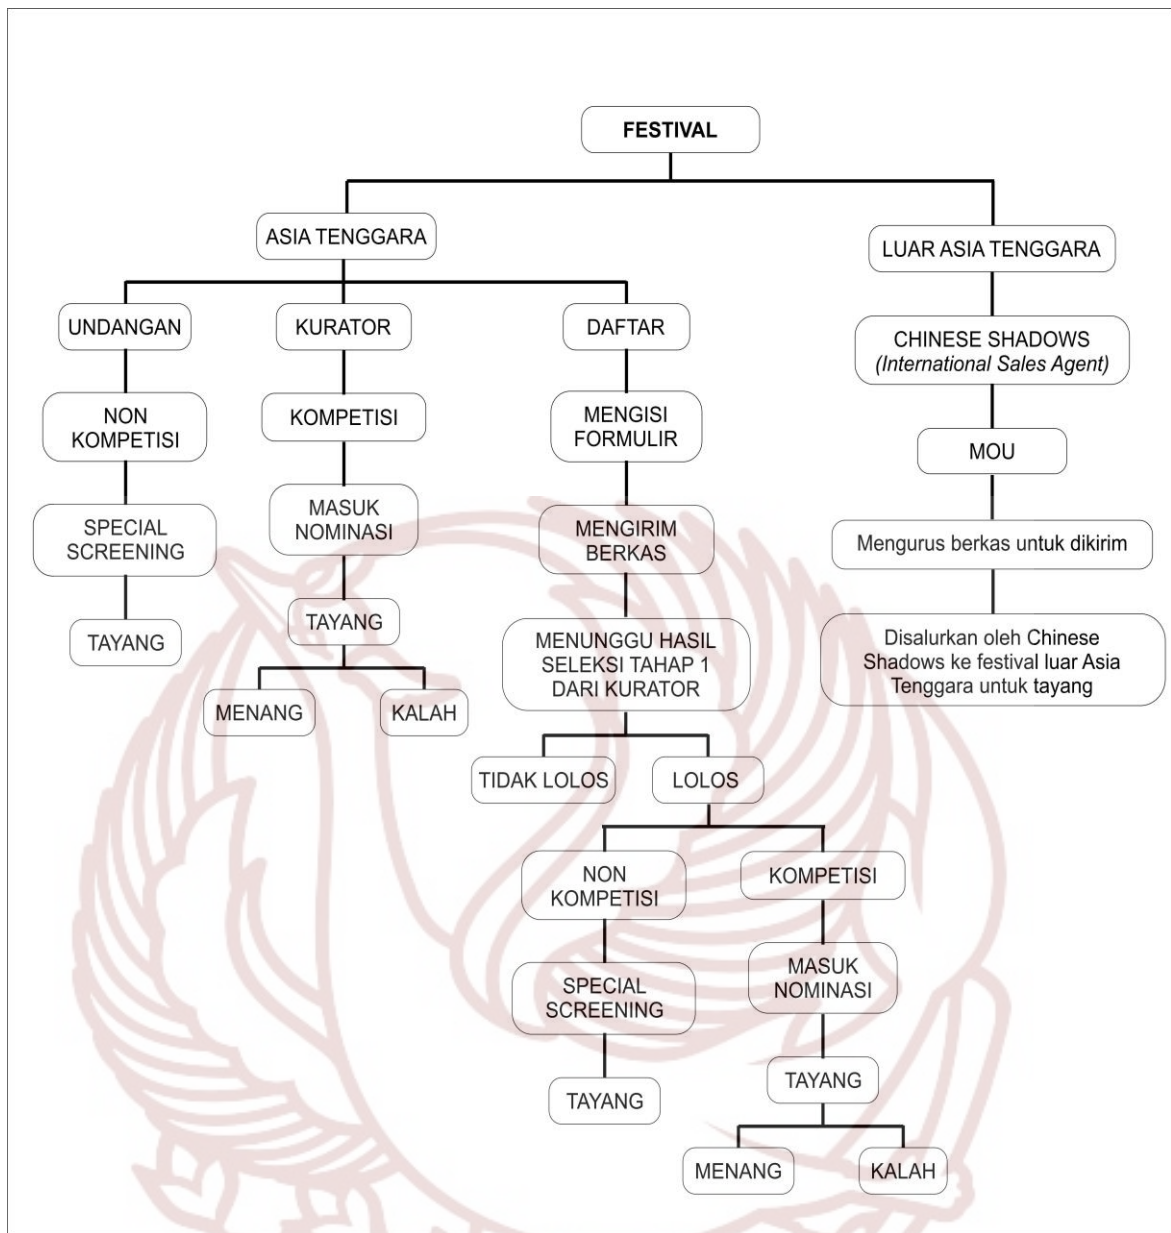 FESTIVAL
ASIA TENGGARA
LUAR ASIA TENGGARA
UNDANGAN
KURATOR
DAFTAR
CHINESE SHADOWS
(International Sales Agent)
NON
KOMPETISI
KOMPETISI
MENGISI
FORMULIR
MOU
SPECIAL
SCREENING
MASUK
NOMINASI
MENGIRIM
BERKAS
Mengurus berkas untuk dikirim
TAYANG
TAYANG
MENUNGGU HASIL
SELEKSI TAHAP 1
DARI KURATOR
Disalurkan oleh Chinese
Shadows ke festival luar Asia
Tenggara untuk tayang
MENANG
KALAH
TIDAK LOLOS
LOLOS
NON
KOMPETISI
KOMPETISI
SPECIAL
SCREENING
MASUK
NOMINASI
TAYANG
TAYANG
MENANG
KALAH